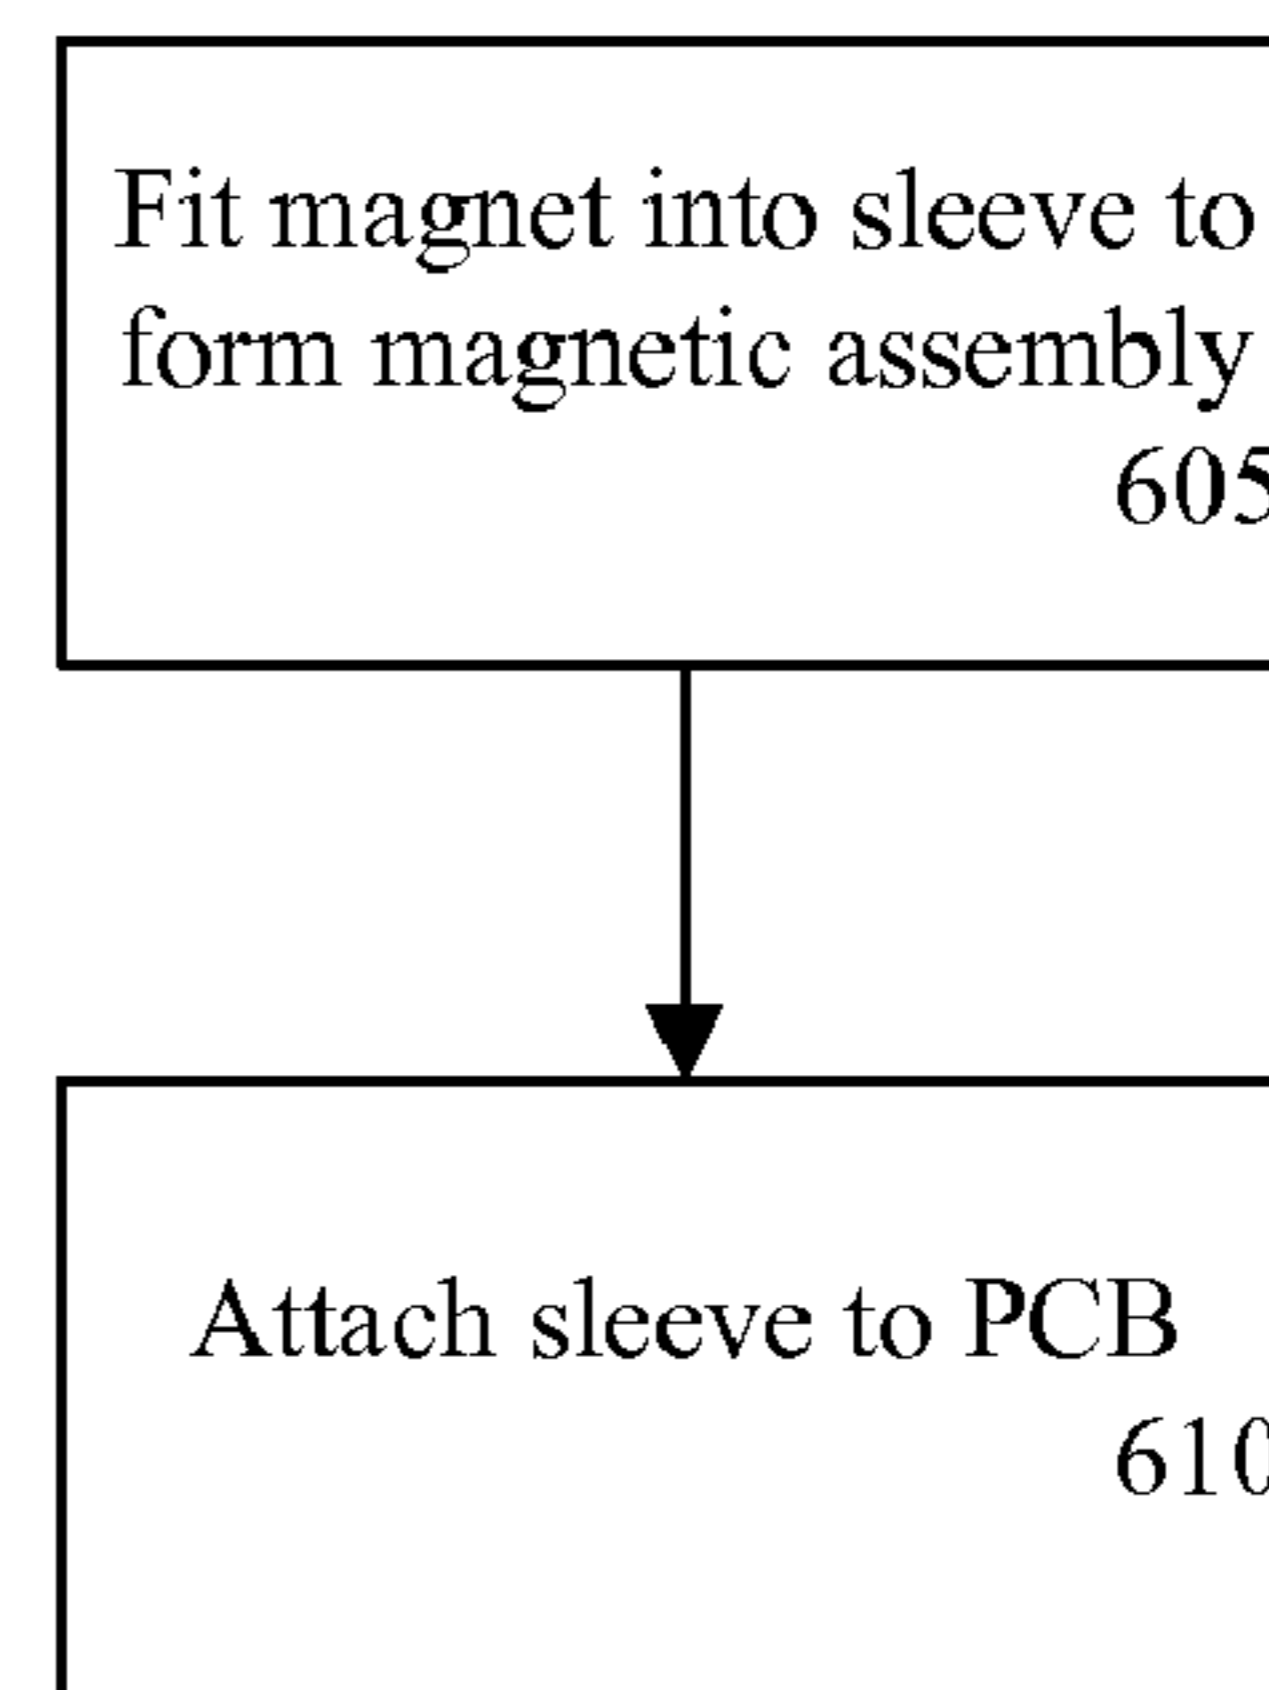 Fit magnet into sleeve to
form magnetic assembly
605
Attach sleeve to PCB
610